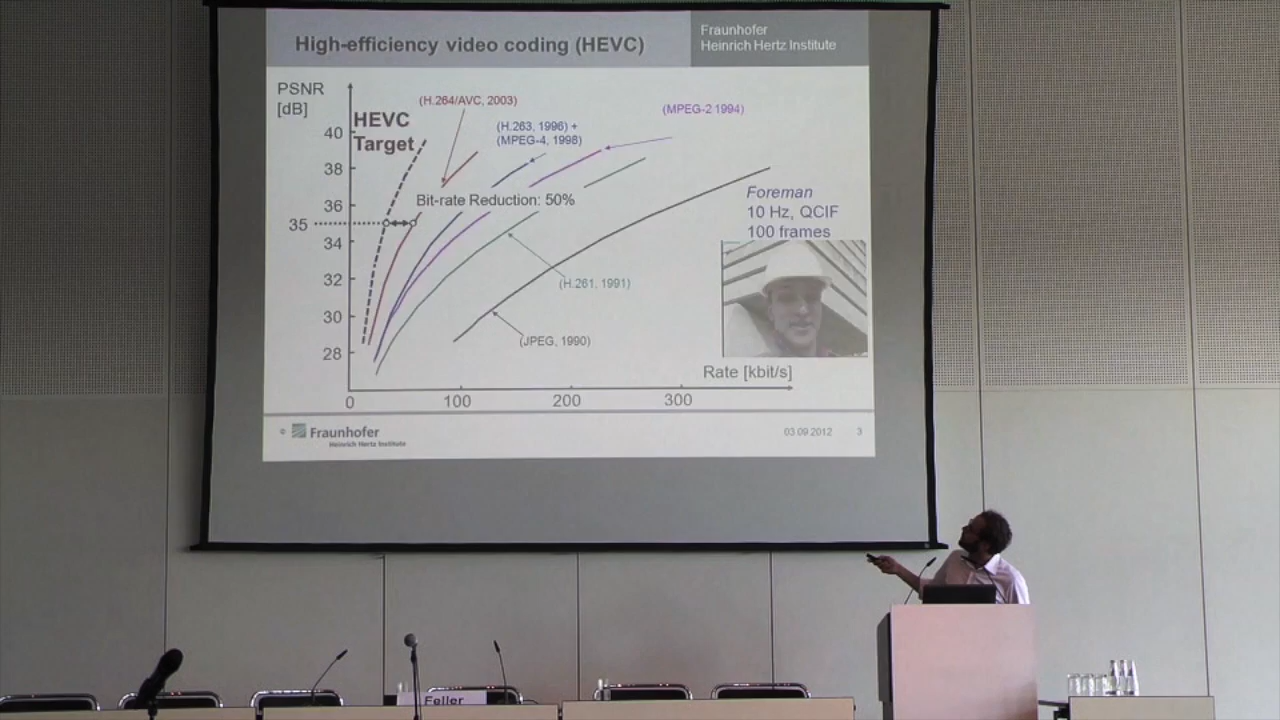 High-efficiency video coding (HEVC)
Fraunhofer
Heinrich Hertz Institute
PSNR
[dB]
HEVC
Target
(H.264/AVC, 2003)
(H.263, 1996) +
(MPEG-4, 1998)
(MPEG-2 1994)
40
38
36
35
34
32
30
28
Bit-rate Reduction: 50%
Foreman
10 Hz, QCIF
100 frames
(H.261, 1991)
(JPEG, 1990)
Rate [kbit/s]
0 100 200 300
© Fraunhofer
Heinrich Hertz Institute
03.09.2012 3
Feller